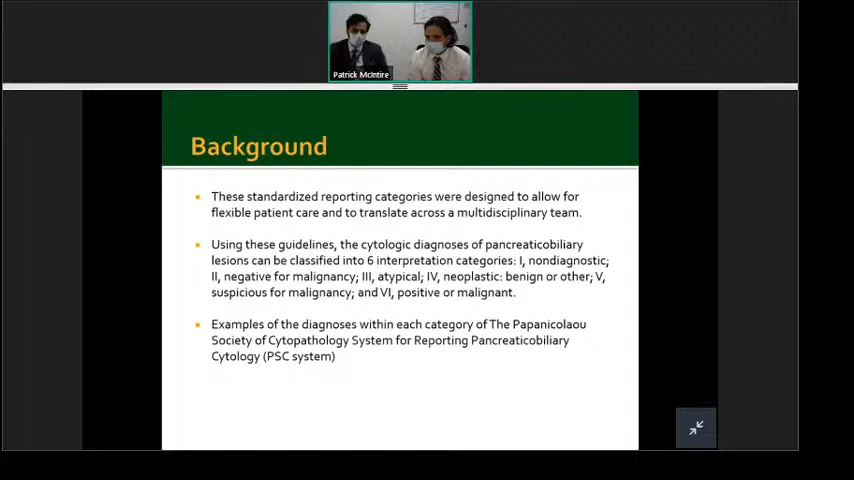 Patrick McIntire
Background
These standardized reporting categories were designed to allow for
flexible patient care and to translate across a multidisciplinary team.
Using these guidelines, the cytologic diagnoses of pancreaticobiliary
lesions can be classified into 6 interpretation categories: I, nondiagnostic;
II, negative for malignancy; III, atypical; IV, neoplastic: benign or other; V,
suspicious for malignancy; and VI, positive or malignant.
Examples of the diagnoses within each category of The Papanicolaou
Society of Cytopathology System for Reporting Pancreaticobiliary
Cytology (PSC system)